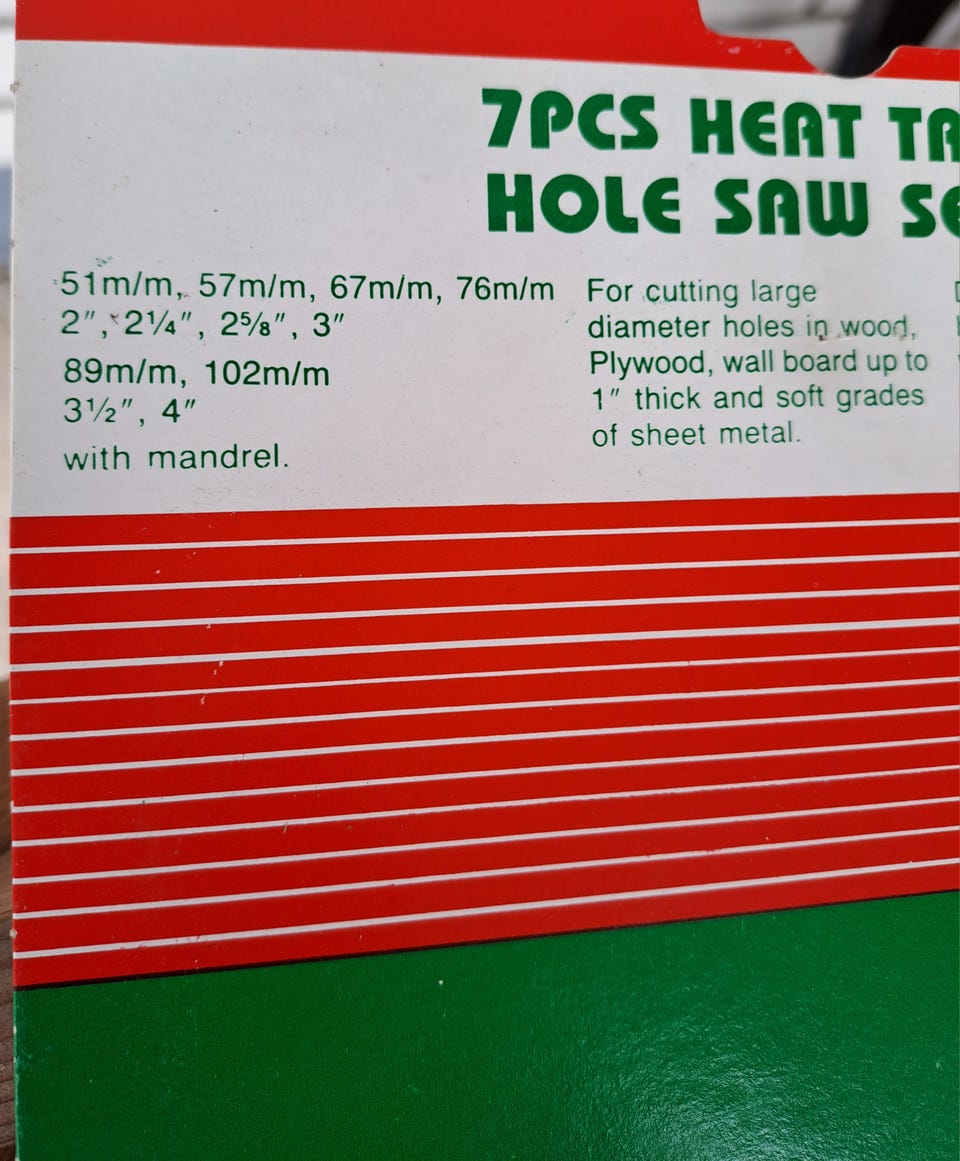 7PCS HEAT
HOLE SAW
51m/m, 57m/m, 67m/m, 76m/m
2", 2¼", 2⅝", 3"
89m/m, 102m/m
3½", 4"
with mandrel.
For cutting large
diameter holes in wood,
Plywood, wall board up to
1" thick and soft grades
of sheet metal.